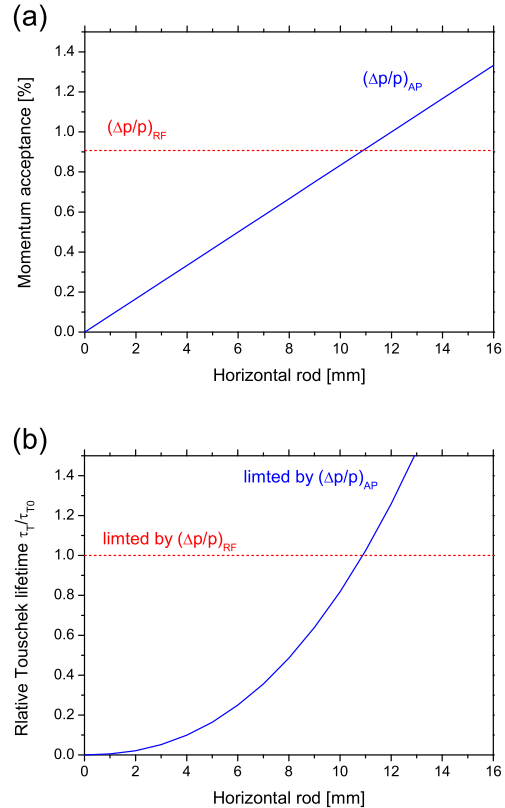 (a)
1.4
1.2
1.0
0.8
0.6
0.4
0.2
0.0
Momentum acceptance [%]
(Δp/p)AP
(Δp/p)RF
0 2 4 6 8 10 12 14 16
Horizontal rod [mm]
(b)
1.4
1.2
1.0
0.8
0.6
0.4
0.2
0.0
Rlative Touschek lifetime τT/τT0
limted by (Δp/p)AP
limted by (Δp/p)RF
0 2 4 6 8 10 12 14 16
Horizontal rod [mm]